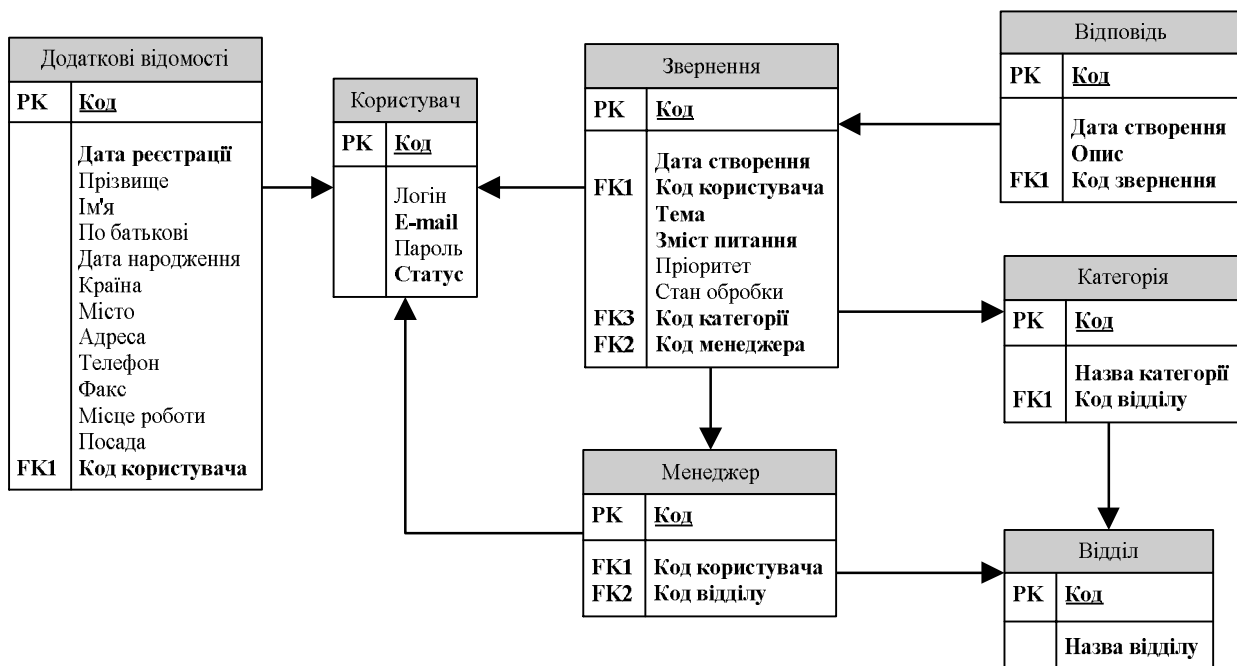 Додаткові відомості
PK Код
Дата реєстрації
Прізвище
Ім'я
По батькові
Дата народження
Країна
Місто
Адреса
Телефон
Факс
Місце роботи
Посада
FK1 Код користувача
Користувач
PK Код
Логін
E-mail
Пароль
Статус
Звернення
PK Код
Дата створення
FK1 Код користувача
Тема
Зміст питання
Пріоритет
Стан обробки
FK3 Код категорії
FK2 Код менеджера
Відповідь
PK Код
Дата створення
Опис
FK1 Код звернення
Категорія
PK Код
Назва категорії
FK1 Код відділу
Менеджер
PK Код
FK1 Код користувача
FK2 Код відділу
Відділ
PK Код
Назва відділу